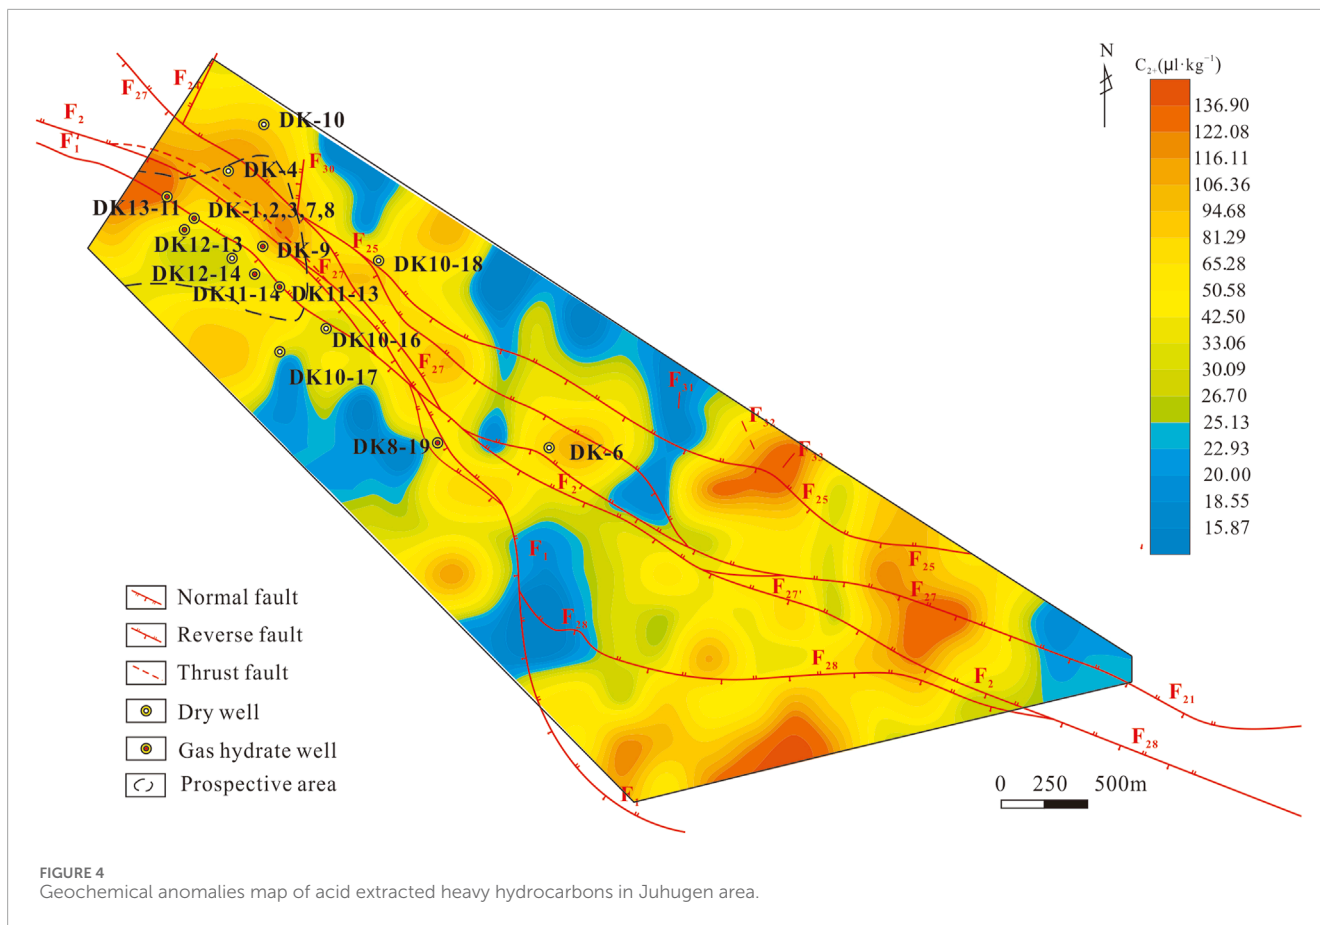 N
C₂₊(μl·kg⁻¹)
136.90
122.08
116.11
106.36
94.68
81.29
65.28
50.58
42.50
33.06
30.09
26.70
25.13
22.93
20.00
18.55
15.87
F₂₇
F₂₄
F₂
F₁'
DK-10
DK-4
F₃₀
DK13-11
DK-1,2,3,7,8
DK12-13
DK-9
F₂₅
F₂₇
DK10-18
DK12-14
DK11-14
DK11-13
DK10-16
F₂₇
DK10-17
F₃₁
F₃₂
DK8-19
DK-6
F₃₃
F₂
F₂₅
F₁
F₂₅
F₂₇'
F₂₇
F₅₈
F₂₈
F₂
F₂₁
F₂₈
F₁
Normal fault
Reverse fault
Thrust fault
Dry well
Gas hydrate well
Prospective area
0 250 500m
FIGURE 4
Geochemical anomalies map of acid extracted heavy hydrocarbons in Juhugen area.